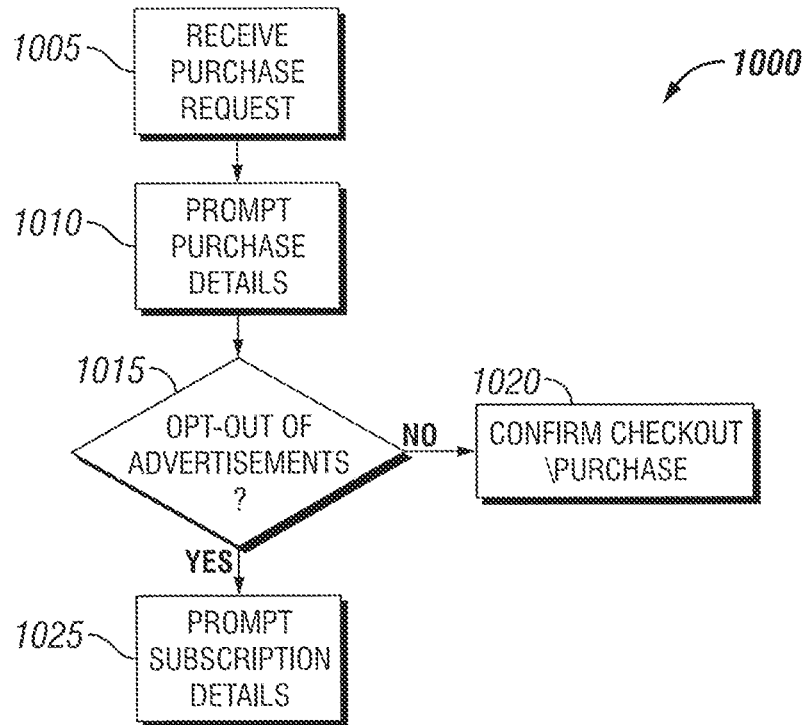 1005
RECEIVE
PURCHASE
REQUEST
1000
1010
PROMPT
PURCHASE
DETAILS
1015
OPT-OUT OF
ADVERTISEMENTS
?
NO
1020
CONFIRM CHECKOUT
\PURCHASE
YES
1025
PROMPT
SUBSCRIPTION
DETAILS